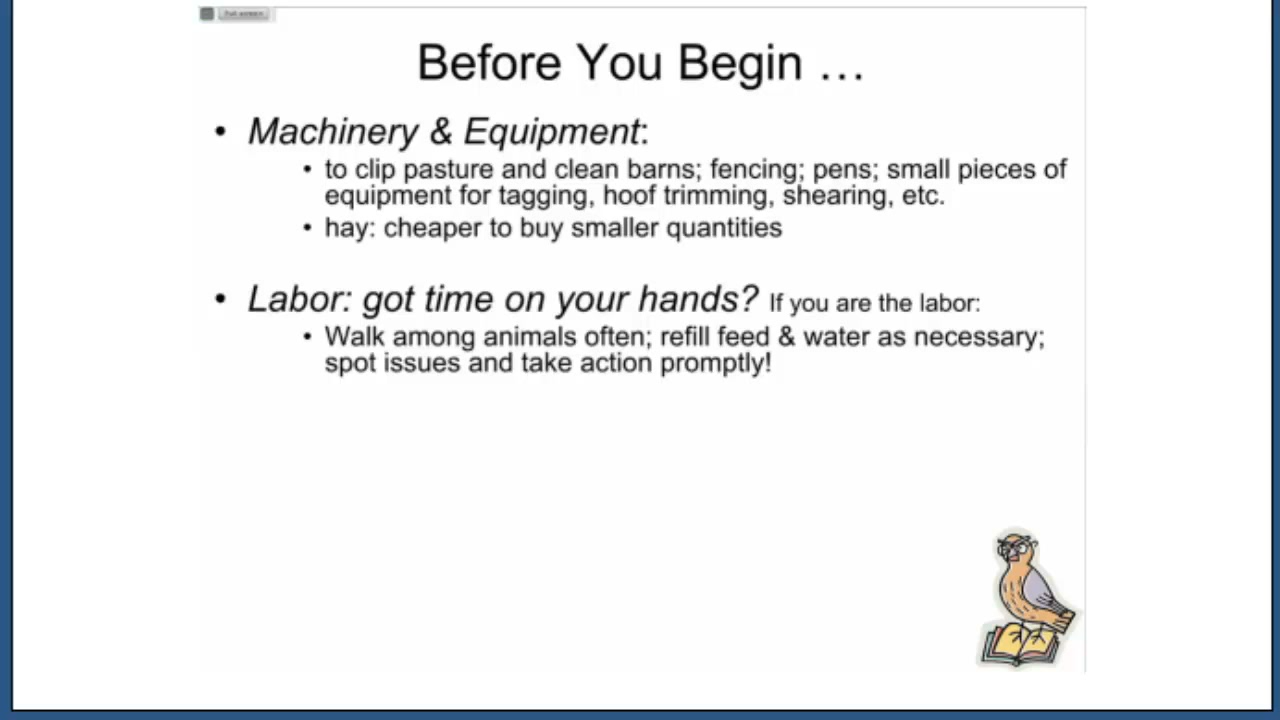 Before You Begin …
• Machinery & Equipment:
• to clip pasture and clean barns; fencing; pens; small pieces of
equipment for tagging, hoof trimming, shearing, etc.
• hay: cheaper to buy smaller quantities
• Labor: got time on your hands? If you are the labor:
• Walk among animals often; refill feed & water as necessary;
spot issues and take action promptly!